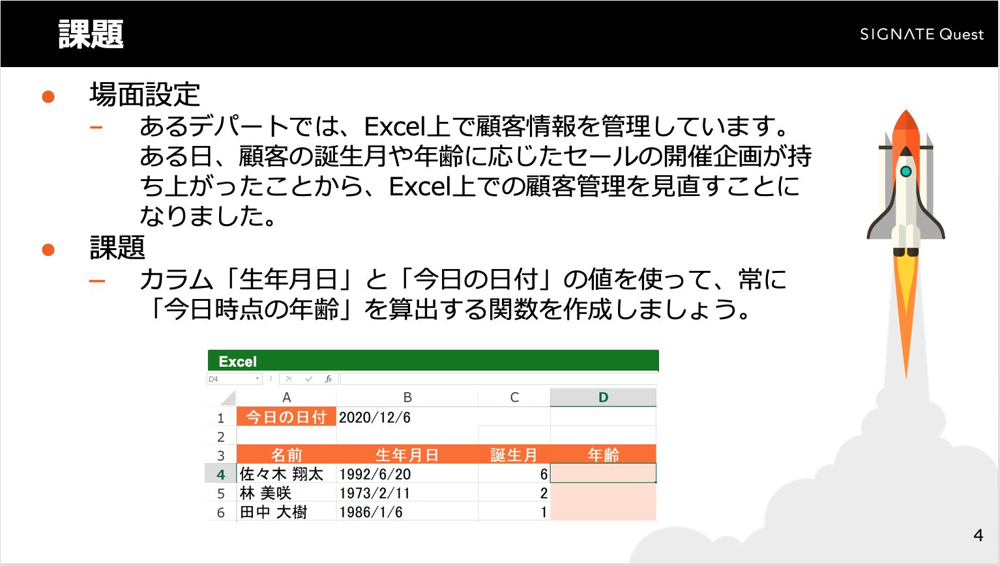 課題
SIGNATE Quest
● 場面設定
– あるデパートでは、Excel上で顧客情報を管理しています。
ある日、顧客の誕生月や年齢に応じたセールの開催企画が持
ち上がったことから、Excel上での顧客管理を見直すことに
なりました。
● 課題
– カラム「生年月日」と「今日の日付」の値を使って、常に
「今日時点の年齢」を算出する関数を作成しましょう。
Excel
D4 fx
A B C D
1 今日の日付 2020/12/6
2
3 名前 生年月日 誕生月 年齢
4 佐々木 翔太 1992/6/20 6
5 林 美咲 1973/2/11 2
6 田中 大樹 1986/1/6 1
4